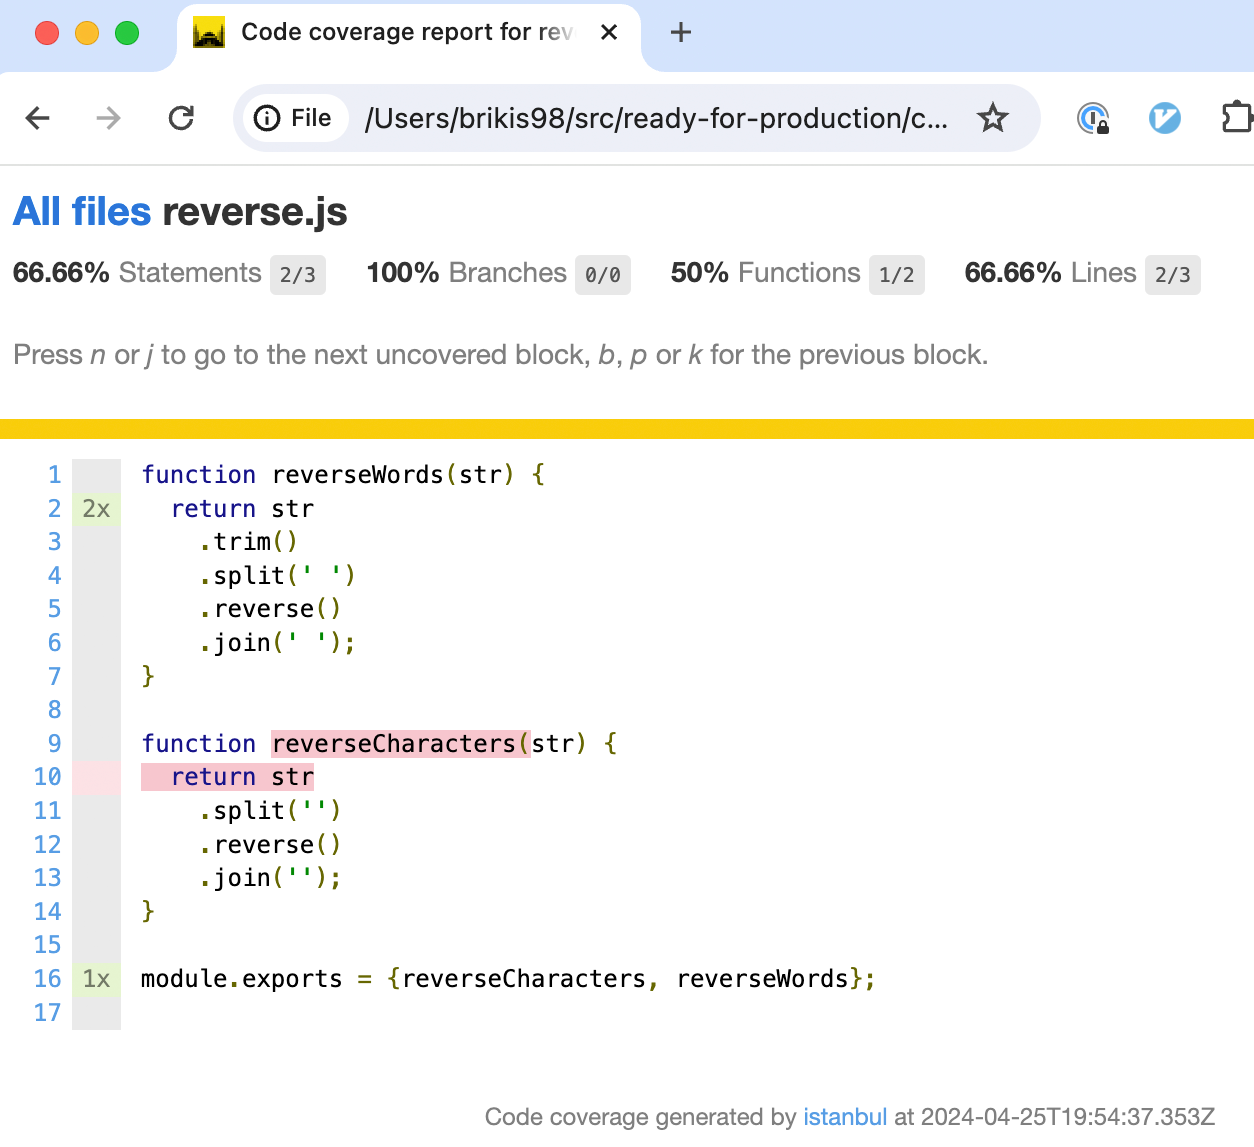 Code coverage report for rev
File /Users/brikis98/src/ready-for-production/c...
All files reverse.js
66.66% Statements 2/3 100% Branches 0/0 50% Functions 1/2 66.66% Lines 2/3
Press n or j to go to the next uncovered block, b, p or k for the previous block.
1 function reverseWords(str) {
2 2x return str
3 .trim()
4 .split(' ')
5 .reverse()
6 .join(' ');
7 }
8
9 function reverseCharacters(str) {
10 return str
11 .split('')
12 .reverse()
13 .join('');
14 }
15
16 1x module.exports = {reverseCharacters, reverseWords};
17
Code coverage generated by istanbul at 2024-04-25T19:54:37.353Z